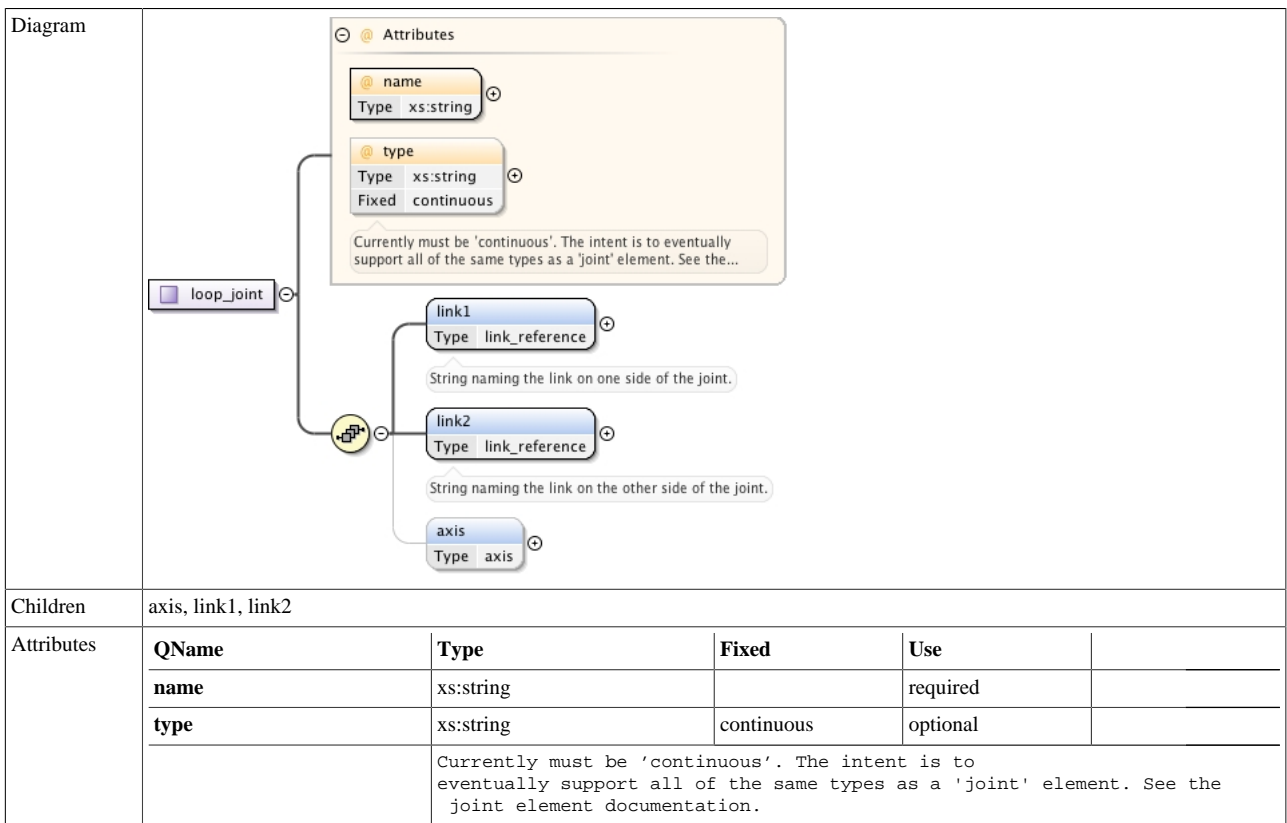 Diagram
@ Attributes
@ name
Type xs:string
@ type
Type xs:string
Fixed continuous
Currently must be 'continuous'. The intent is to eventually
support all of the same types as a 'joint' element. See the...
loop_joint
link1
Type link_reference
String naming the link on one side of the joint.
link2
Type link_reference
String naming the link on the other side of the joint.
axis
Type axis
Children axis, link1, link2
Attributes QName Type Fixed Use
name xs:string required
type xs:string continuous optional
Currently must be ’continuous’. The intent is to
eventually support all of the same types as a 'joint' element. See the
joint element documentation.